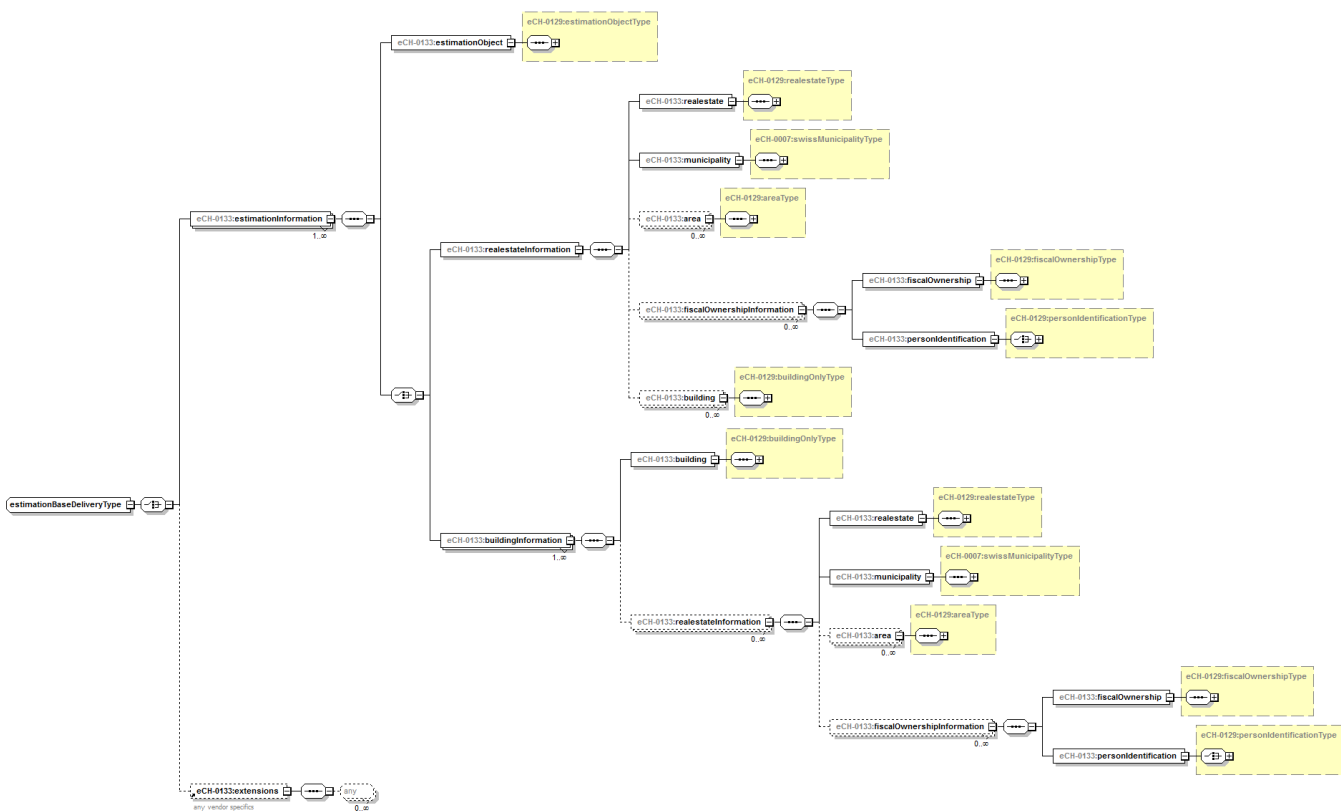 eCH-0129:estimationObjectType
eCH-0133:estimationObject
eCH-0129:realestateType
eCH-0133:realestate
eCH-0007:swissMunicipalityType
eCH-0133:municipality
eCH-0129:areaType
eCH-0133:area
0..∞
eCH-0133:estimationInformation
1..∞
eCH-0133:realestateInformation
eCH-0129:fiscalOwnershipType
eCH-0133:fiscalOwnership
eCH-0133:fiscalOwnershipInformation
0..∞
eCH-0129:personIdentificationType
eCH-0133:personIdentification
eCH-0129:buildingOnlyType
eCH-0133:building
0..∞
eCH-0129:buildingOnlyType
eCH-0133:building
estimationBaseDeliveryType
eCH-0129:realestateType
eCH-0133:realestate
eCH-0133:buildingInformation
1..∞
eCH-0007:swissMunicipalityType
eCH-0133:municipality
eCH-0133:realestateInformation
0..∞
eCH-0129:areaType
eCH-0133:area
0..∞
eCH-0129:fiscalOwnershipType
eCH-0133:fiscalOwnership
eCH-0133:fiscalOwnershipInformation
0..∞
eCH-0129:personIdentificationType
eCH-0133:personIdentification
eCH-0133:extensions
any
0..∞
any vendor specifics